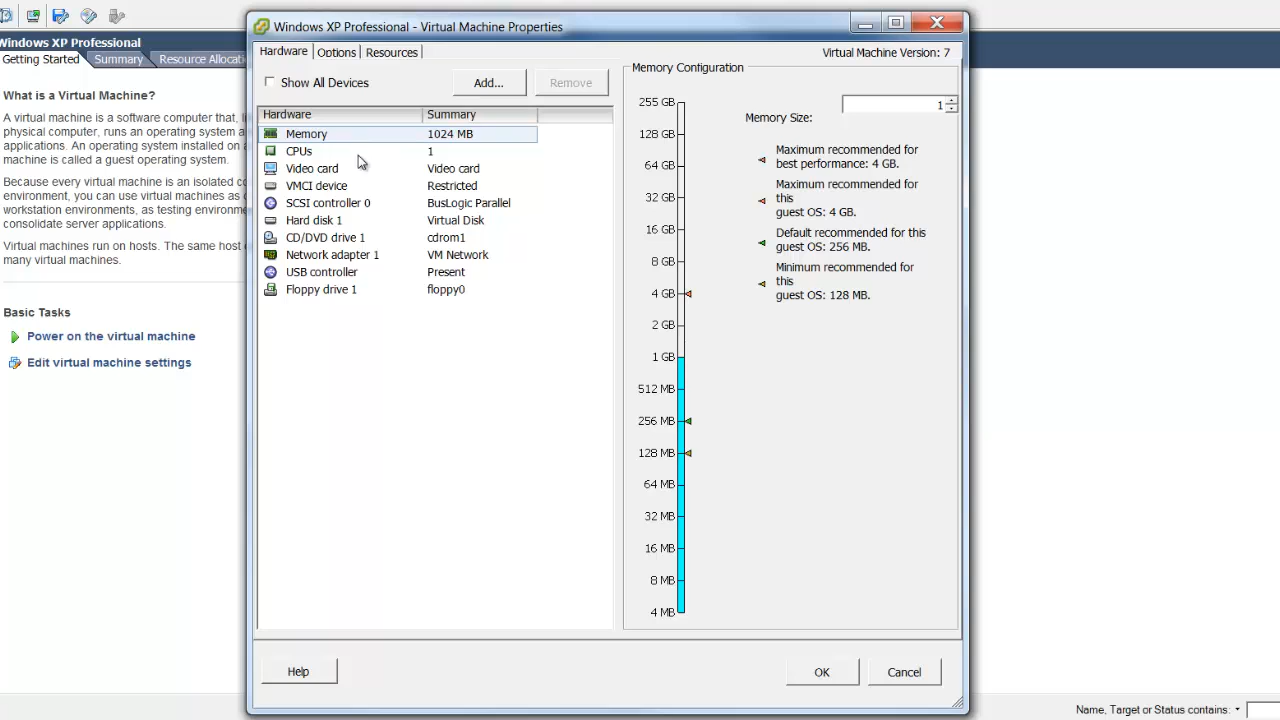 Windows XP Professional - Virtual Machine Properties
Windows XP Professional
Getting Started
Summary
Resource Allocati
What is a Virtual Machine?
A virtual machine is a software computer that, l
physical computer, runs an operating system a
applications. An operating system installed on a
machine is called a guest operating system.
Because every virtual machine is an isolated co
environment, you can use virtual machines as d
workstation environments, as testing environme
consolidate server applications.
Virtual machines run on hosts. The same host c
many virtual machines.
Basic Tasks
Power on the virtual machine
Edit virtual machine settings
Hardware
Options
Resources
Virtual Machine Version: 7
Show All Devices
Add...
Remove
Hardware Summary
Memory 1024 MB
CPUs 1
Video card Video card
VMCI device Restricted
SCSI controller 0 BusLogic Parallel
Hard disk 1 Virtual Disk
CD/DVD drive 1 cdrom1
Network adapter 1 VM Network
USB controller Present
Floppy drive 1 floppy0
Memory Configuration
255 GB
128 GB
64 GB
32 GB
16 GB
8 GB
4 GB
2 GB
1 GB
512 MB
256 MB
128 MB
64 MB
32 MB
16 MB
8 MB
4 MB
1
Memory Size:
Maximum recommended for
best performance: 4 GB.
Maximum recommended for
this
guest OS: 4 GB.
Default recommended for this
guest OS: 256 MB.
Minimum recommended for
this
guest OS: 128 MB.
Help
OK
Cancel
Name, Target or Status contains: